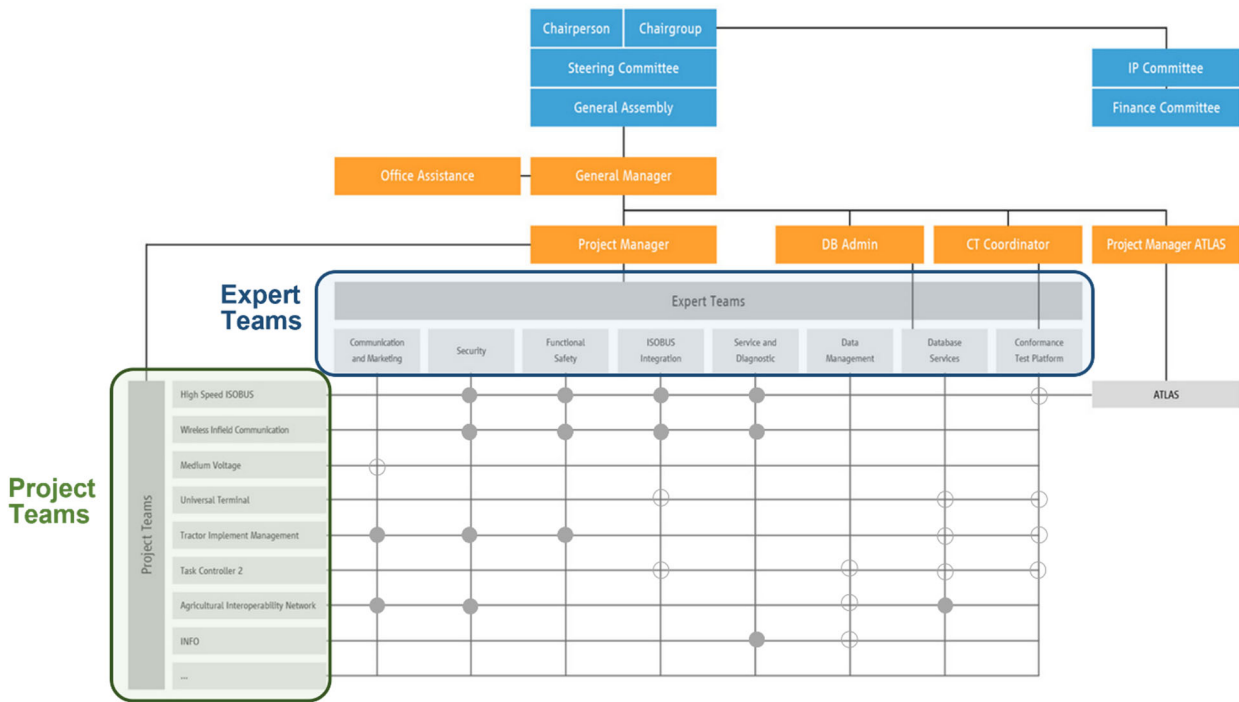 Chairperson
Chairgroup
Steering Committee
IP Committee
General Assembly
Finance Committee
Office Assistance
General Manager
Project Manager
DB Admin
CT Coordinator
Project Manager ATLAS
Expert
Teams
Expert Teams
Communication
and Marketing
Security
Functional
Safety
ISOBUS
Integration
Service and
Diagnostic
Data
Management
Database
Services
Conformance
Test Platform
Project
Teams
Project Teams
High Speed ISOBUS
ATLAS
Wireless Infield Communication
Medium Voltage
Universal Terminal
Tractor Implement Management
Task Controller 2
Agricultural Interoperability Network
INFO
...